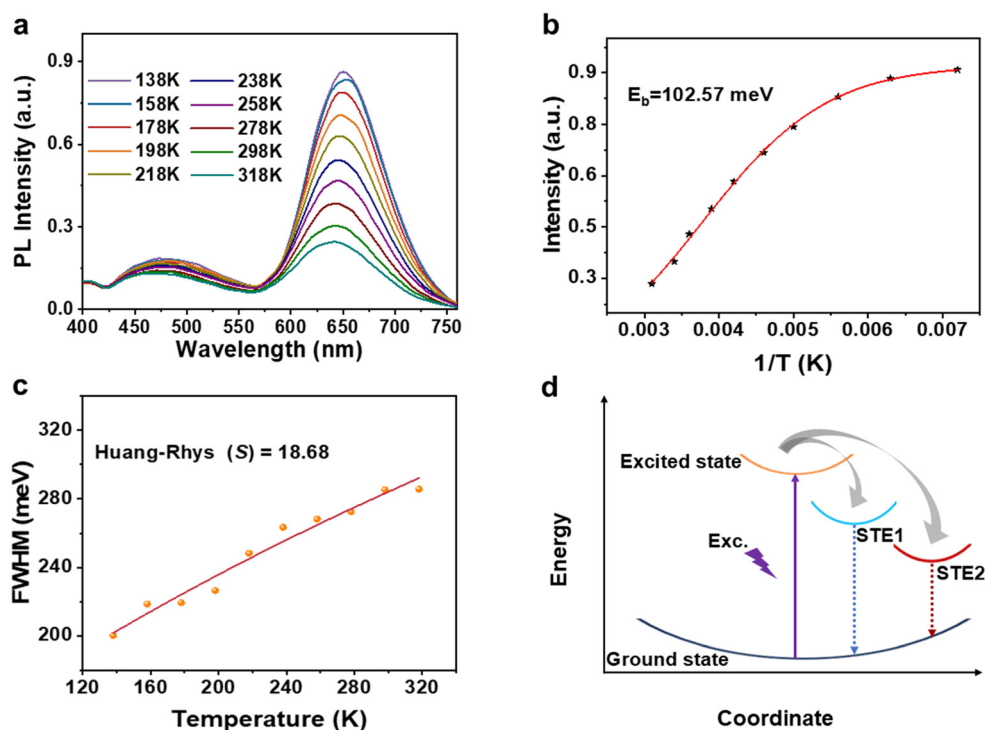 a
PL Intensity (a.u.)
0.9
0.6
0.3
0.0
138K
158K
178K
198K
218K
238K
258K
278K
298K
318K
400 450 500 550 600 650 700 750
Wavelength (nm)
b
Intensity (a.u.)
0.9
0.8
0.6
0.5
0.3
Eb=102.57 meV
0.003 0.004 0.005 0.006 0.007
1/T (K)
c
FWHM (meV)
320
280
240
200
Huang-Rhys (S) = 18.68
120 160 200 240 280 320
Temperature (K)
d
Energy
Excited state
Exc.
STE1
STE2
Ground state
Coordinate